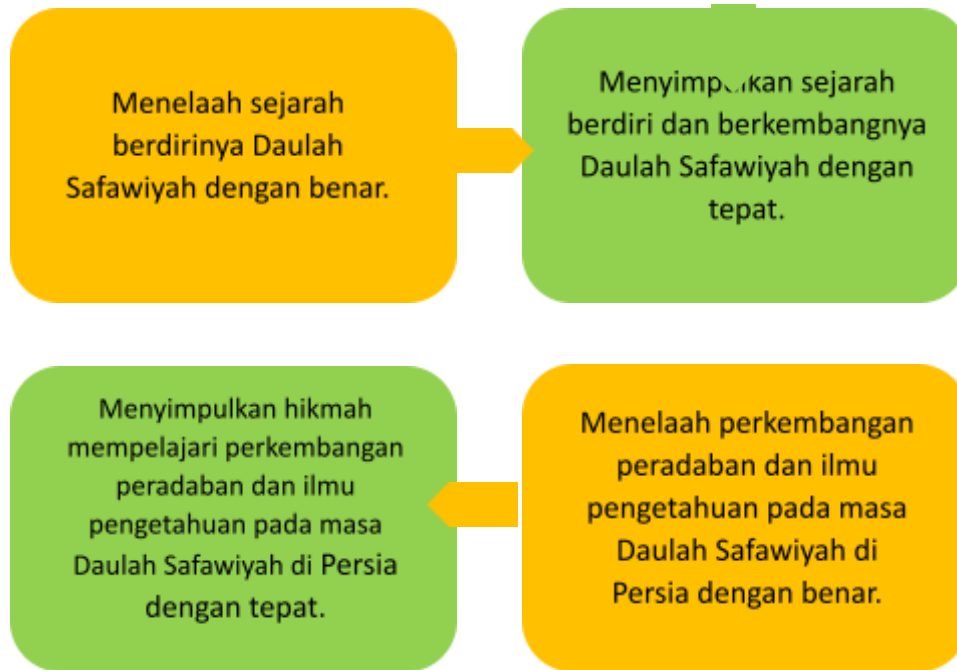 Menelaah sejarah
berdirinya Daulah
Safawiyah dengan benar.
sejarah
berdiri dan berkembangnya
Daulah Safawiyah dengan
tepat.
Menelaah perkembangan
peradaban dan ilmu
pengetahuan pada masa
Daulah Safawiyah di
Persia dengan benar.
Menyimpulkan hikmah
mempelajari perkembangan
peradaban dan ilmu
pengetahuan pada masa
Daulah Safawiyah di Persia
dengan tepat.